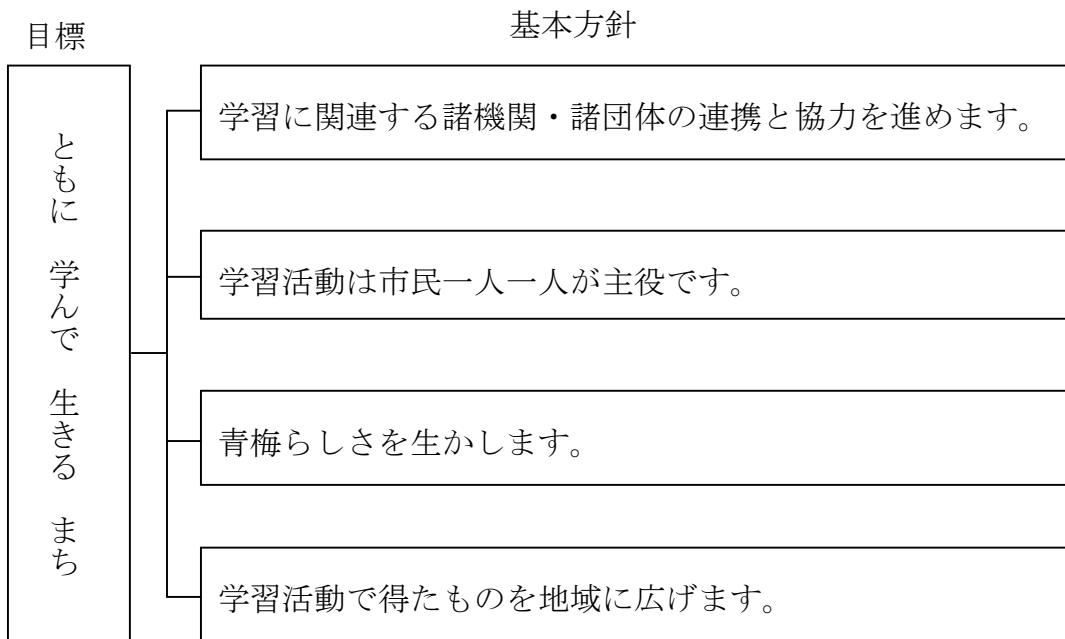 目標
基本方針
ともに 学んで 生きる まち
学習に関連する諸機関・諸団体の連携と協力を進めます。
学習活動は市民一人一人が主役です。
青梅らしさを生かします。
学習活動で得たものを地域に広げます。